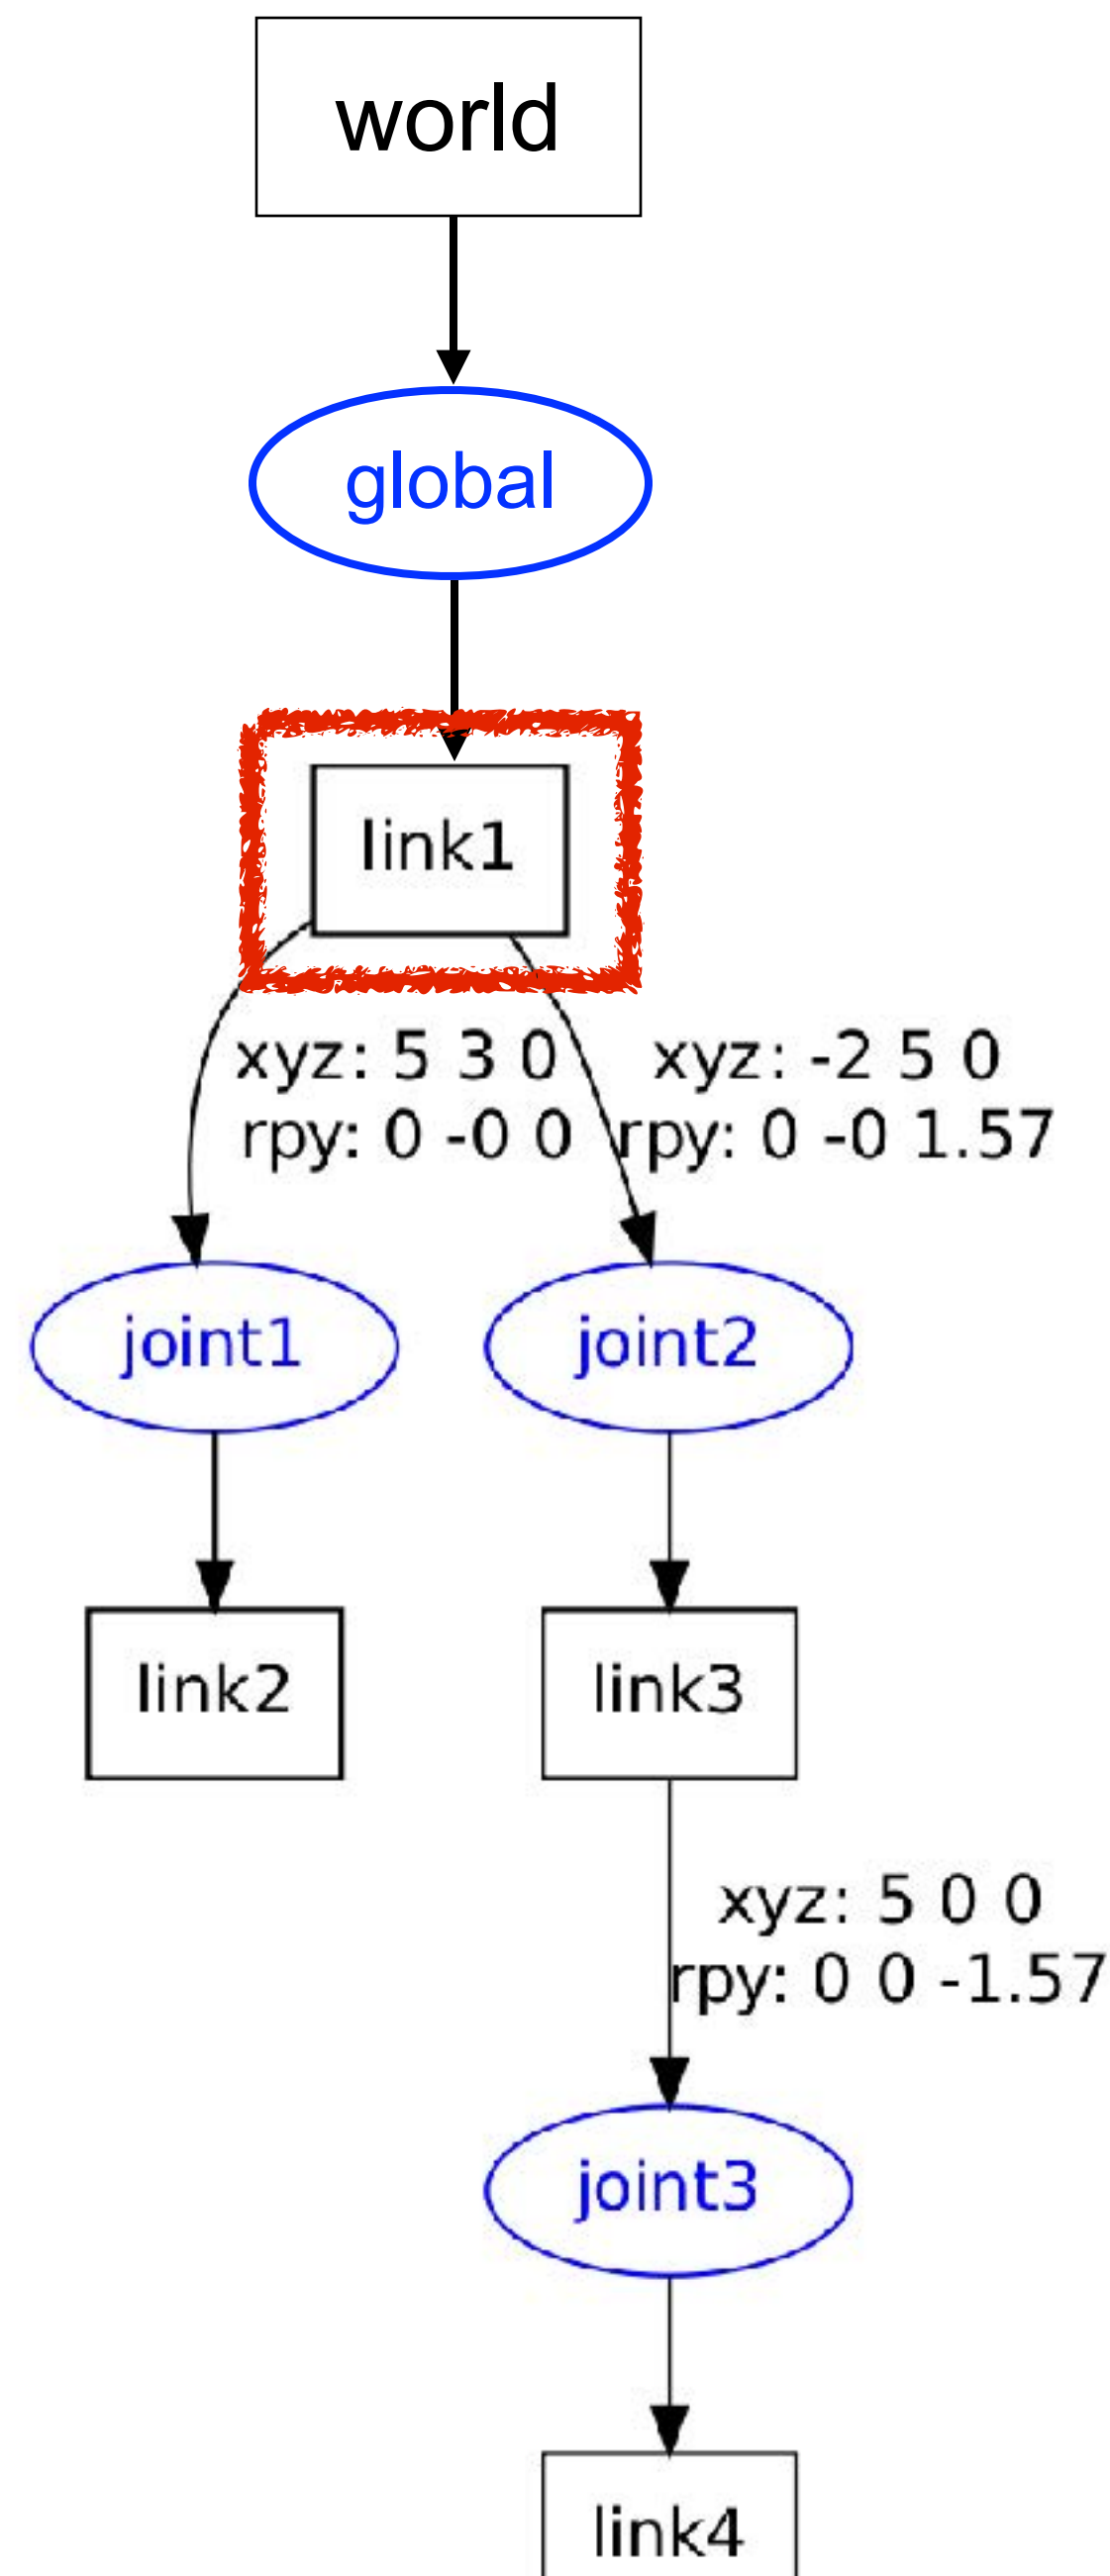 world
global
link1
xyz: 5 3 0
rpy: 0 -0 0
xyz: -2 5 0
rpy: 0 -0 1.57
joint1
joint2
link2
link3
xyz: 5 0 0
rpy: 0 0 -1.57
joint3
link4